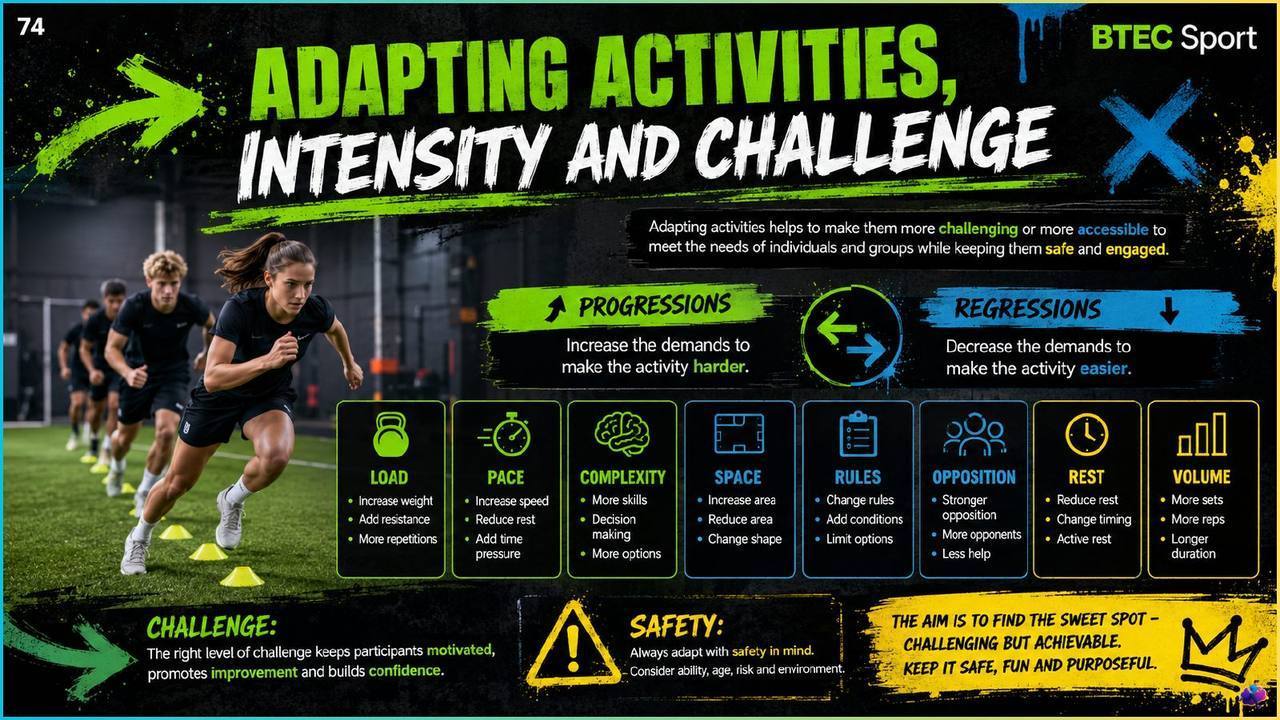 74
BTEC Sport
ADAPTING ACTIVITIES,
INTENSITY AND CHALLENGE
Adapting activities helps to make them more challenging or more accessible to
meet the needs of individuals and groups while keeping them safe and engaged.
PROGRESSIONS
Increase the demands to
make the activity harder.
REGRESSIONS
Decrease the demands to
make the activity easier.
LOAD
• Increase weight
• Add resistance
• More repetitions
PACE
• Increase speed
• Reduce rest
• Add time
pressure
COMPLEXITY
• More skills
• Decision
making
• More options
SPACE
• Increase area
• Reduce area
• Change shape
RULES
• Change rules
• Add conditions
• Limit options
OPPOSITION
• Stronger
opposition
• More opponents
• Less help
REST
• Reduce rest
• Change timing
• Active rest
VOLUME
• More sets
• More reps
• Longer
duration
CHALLENGE:
The right level of challenge keeps participants motivated,
promotes improvement and builds confidence.
SAFETY:
Always adapt with safety in mind.
Consider ability, age, risk and environment.
THE AIM IS TO FIND THE SWEET SPOT –
CHALLENGING BUT ACHIEVABLE.
KEEP IT SAFE, FUN AND PURPOSEFUL.